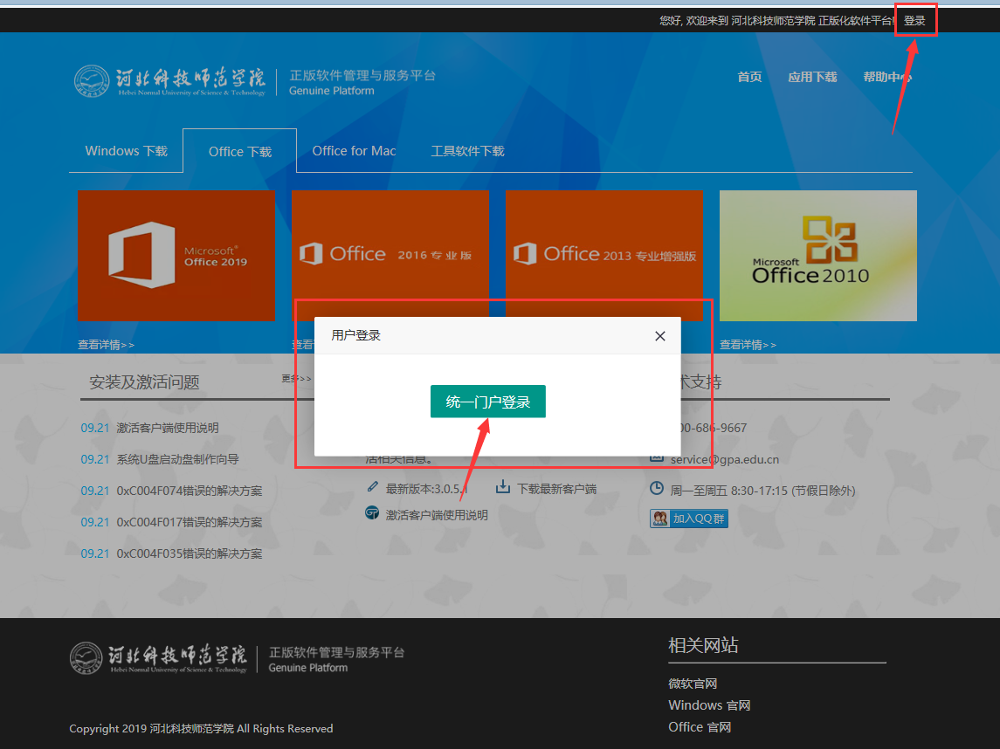 您好, 欢迎来到 河北科技师范学院 正版化软件平台! 登录
河北科技师范学院 正版软件管理与服务平台
Hebei Normal University of Science & Technology Genuine Platform
首页 应用下载 帮助中心
Windows 下载 Office 下载 Office for Mac 工具软件下载
Microsoft® Office 2019
Office 2016 专业版
Office 2013 专业增强版
Microsoft Office 2010
查看详情>>
查看
查看详情>>
用户登录
统一门户登录
安装及激活问题 更多>>
09.21 激活客户端使用说明
09.21 系统U盘启动盘制作向导
09.21 0xC004F074错误的解决方案
09.21 0xC004F017错误的解决方案
09.21 0xC004F035错误的解决方案
活相关信息。
最新版本:3.0.5.1 下载最新客户端
激活客户端使用说明
术支持
00-686-9667
service@gpa.edu.cn
周一至周五 8:30-17:15 (节假日除外)
加入QQ群
河北科技师范学院 正版软件管理与服务平台
Hebei Normal University of Science & Technology Genuine Platform
Copyright 2019 河北科技师范学院 All Rights Reserved
相关网站
微软官网
Windows 官网
Office 官网